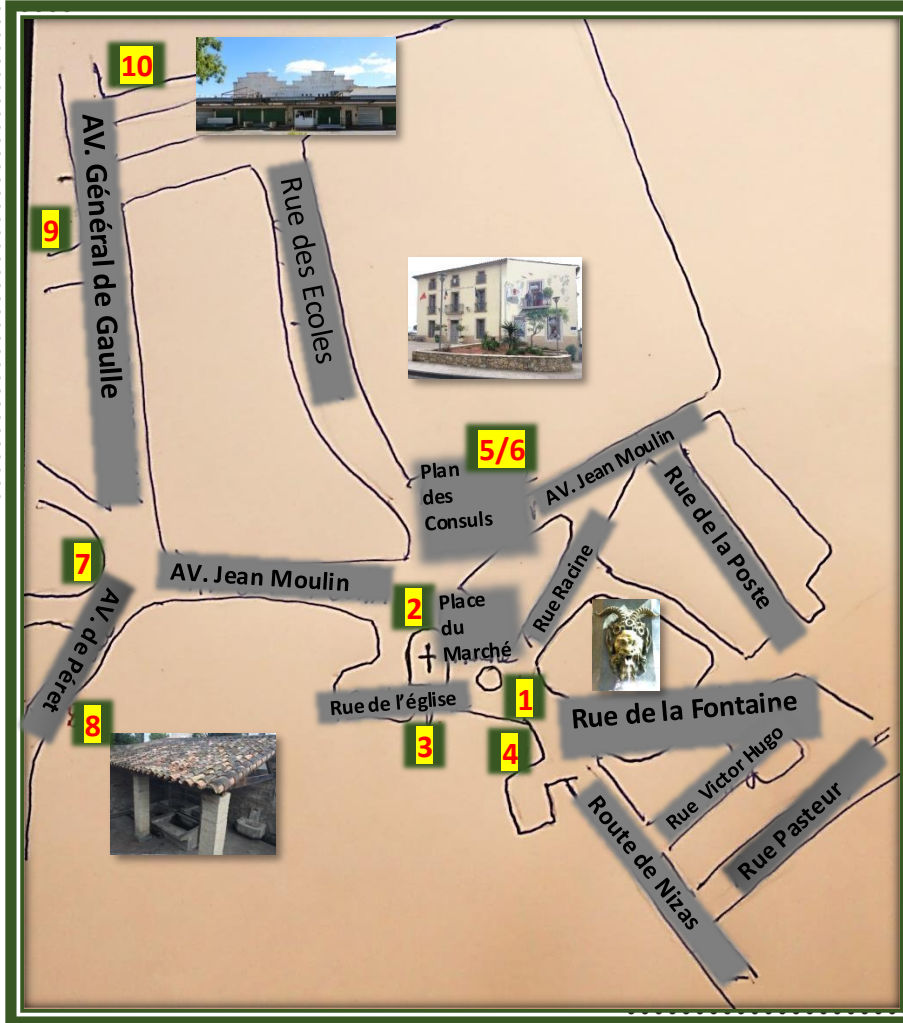 10
AV. Général de Gaulle
9
Rue des Ecoles
5/6
Plan
des
Consuls
AV. Jean Moulin
Rue de la Poste
7
AV. Jean Moulin
2
Place
du
Marché
Rue Racine
AV. de Péret
8
Rue de l'église
1
3
4
Rue de la Fontaine
Rue Victor Hugo
Rue Pasteur
Route de Nizas